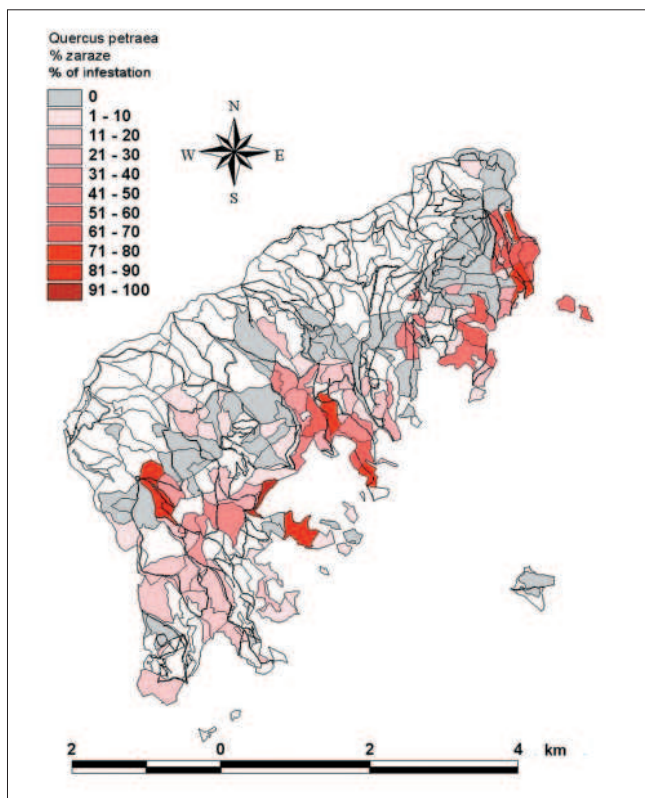 Quercus petraea
% zaraze
% of infestation
0
1 - 10
11 - 20
21 - 30
31 - 40
41 - 50
51 - 60
61 - 70
71 - 80
81 - 90
91 - 100
N
W E
S
2 0 2 4 km